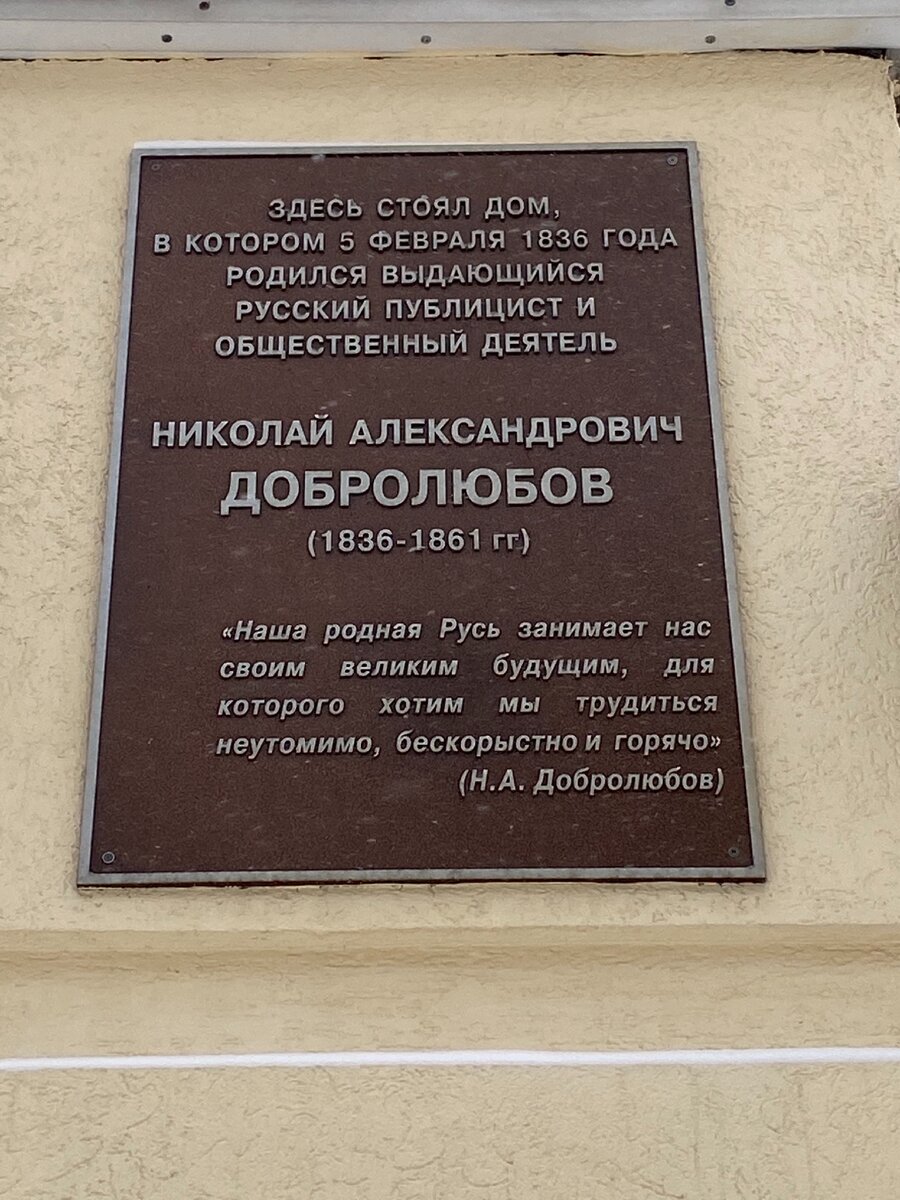 ЗДЕСЬ СТОЯЛ ДОМ,
В КОТОРОМ 5 ФЕВРАЛЯ 1836 ГОДА
РОДИЛСЯ ВЫДАЮЩИЙСЯ
РУССКИЙ ПУБЛИЦИСТ И
ОБЩЕСТВЕННЫЙ ДЕЯТЕЛЬ
НИКОЛАЙ АЛЕКСАНДРОВИЧ
ДОБРОЛЮБОВ
(1836-1861 гг)
«Наша родная Русь занимает нас
своим великим будущим, для
которого хотим мы трудиться
неутомимо, бескорыстно и горячо»
(Н.А. Добролюбов)